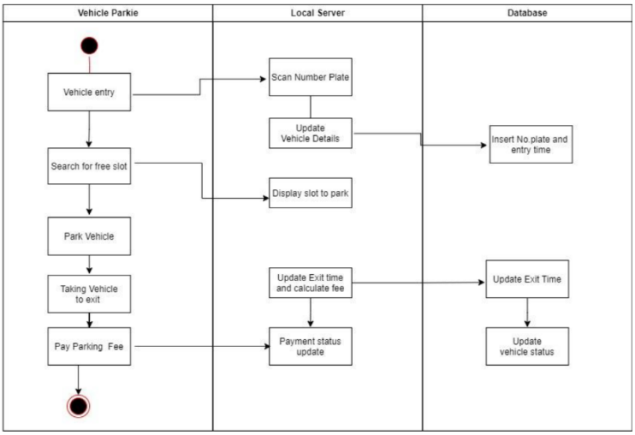 Vehicle Parkie
Local Server
Database
Vehicle entry
Scan Number Plate
Update
Vehicle Details
Insert No.plate and
entry time
Search for free slot
Display slot to park
Park Vehicle
Taking Vehicle
to exit
Update Exit time
and calculate fee
Update Exit Time
Pay Parking Fee
Payment status
update
Update
vehicle status